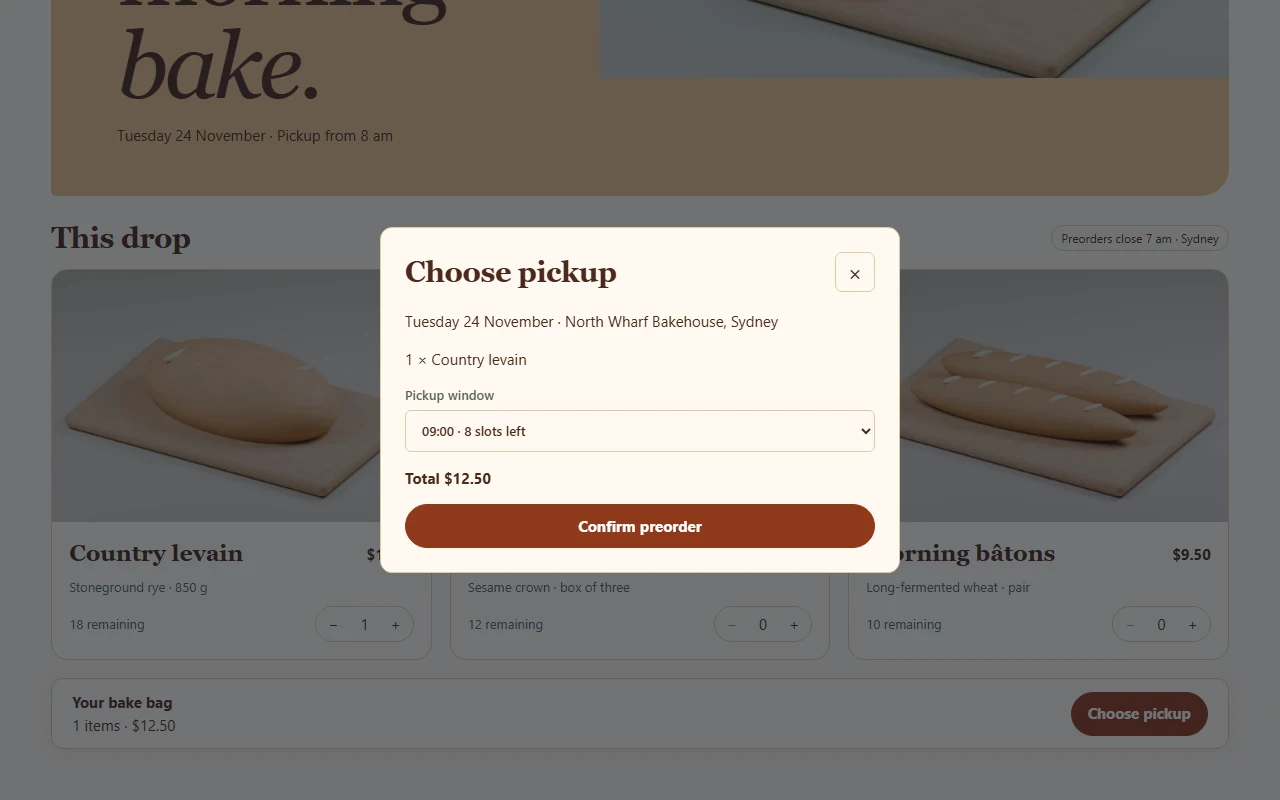 morning
bake.
Tuesday 24 November · Pickup from 8 am
This drop
Preorders close 7 am · Sydney
Choose pickup
×
Tuesday 24 November · North Wharf Bakehouse, Sydney
1 × Country levain
Pickup window
09:00 · 8 slots left
Total $12.50
Confirm preorder
Country levain
Stoneground rye · 850 g
18 remaining
− 1 +
Sesame crown · box of three
12 remaining
− 0 +
orning bâtons $9.50
Long-fermented wheat · pair
10 remaining
− 0 +
Your bake bag
1 items · $12.50
Choose pickup